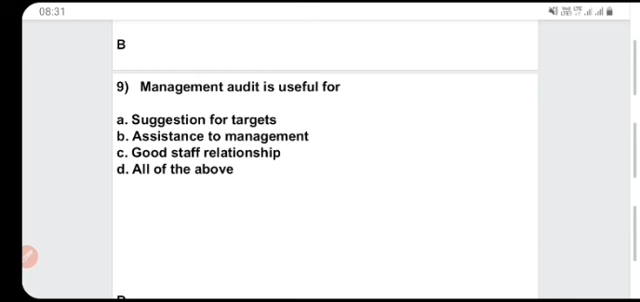 08:31
B
9) Management audit is useful for
a. Suggestion for targets
b. Assistance to management
c. Good staff relationship
d. All of the above